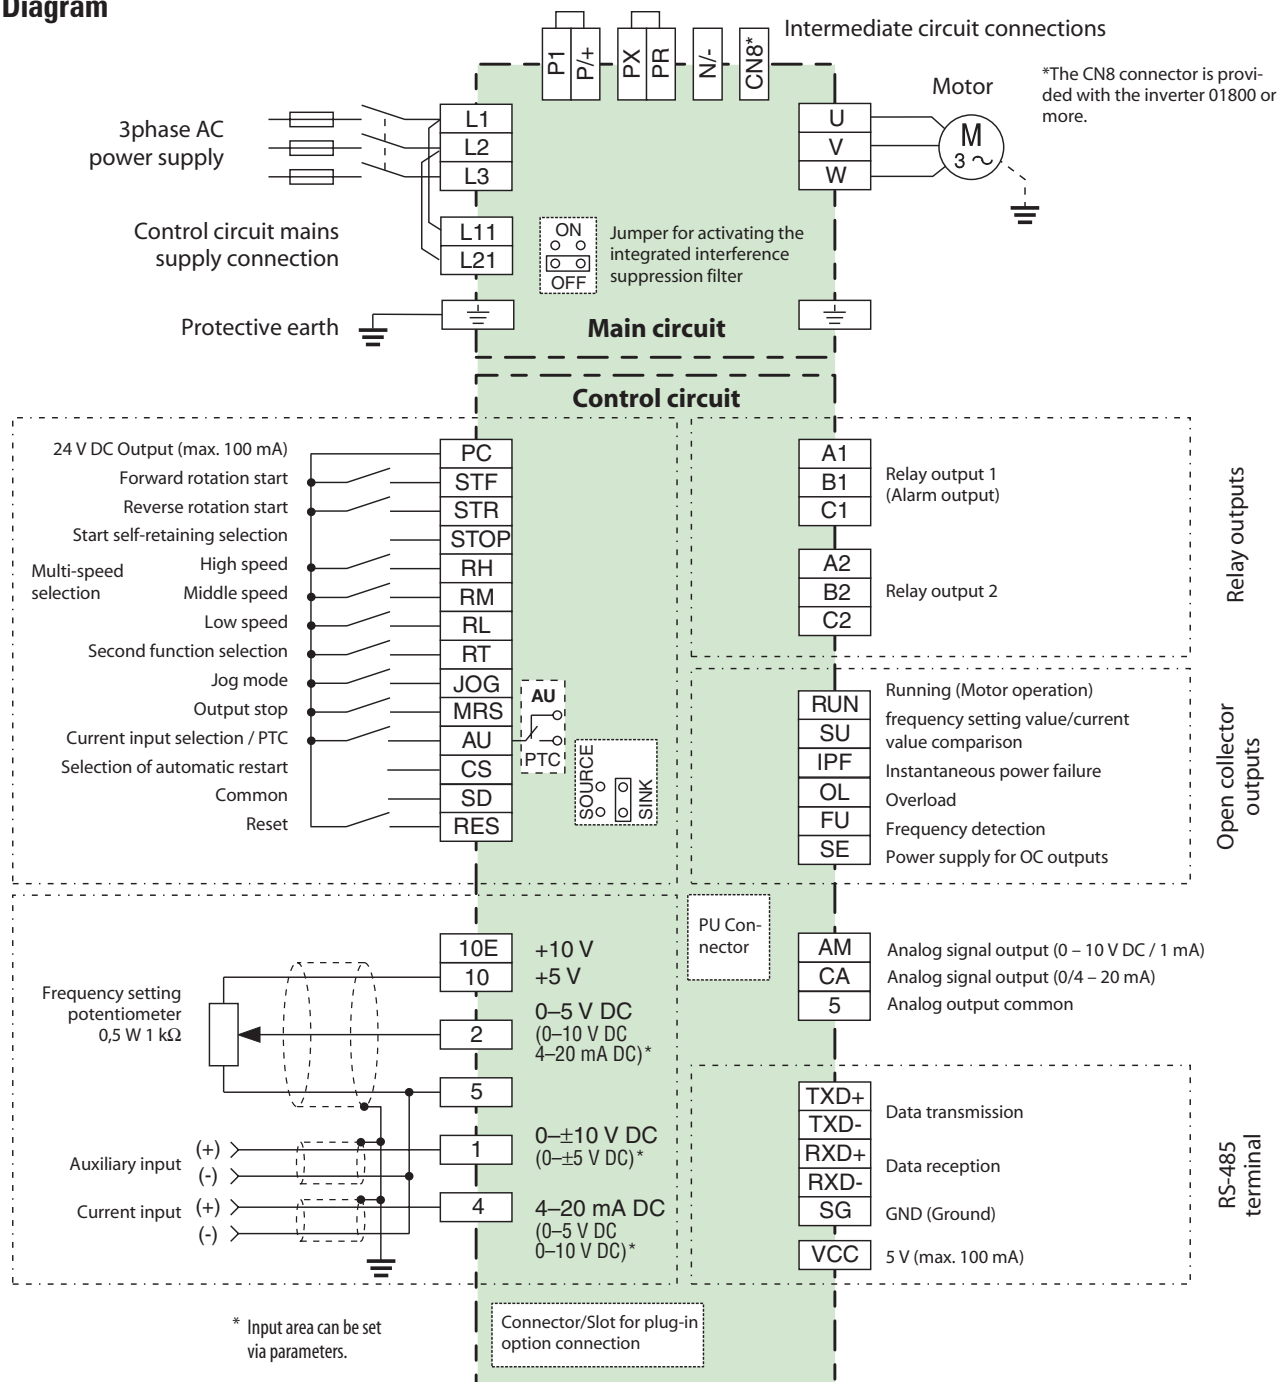 Diagram
P1
P/+
PX
PR
N/-
CN8*
Intermediate circuit connections
*The CN8 connector is provi-
ded with the inverter 01800 or
more.
3phase AC
power supply
L1
L2
L3
U
V
W
Motor
M
3 ~
Control circuit mains
supply connection
L11
L21
ON
OFF
Jumper for activating the
integrated interference
suppression filter
Protective earth
Main circuit
Control circuit
24 V DC Output (max. 100 mA)
PC
Forward rotation start
STF
Reverse rotation start
STR
Start self-retaining selection
STOP
Multi-speed
selection
High speed
RH
Middle speed
RM
Low speed
RL
Second function selection
RT
Jog mode
JOG
Output stop
MRS
Current input selection / PTC
AU
Selection of automatic restart
CS
Common
SD
Reset
RES
AU
PTC
SOURCE
SINK
A1
B1
C1
Relay output 1
(Alarm output)
A2
B2
C2
Relay output 2
Relay outputs
RUN
Running (Motor operation)
SU
frequency setting value/current
value comparison
IPF
Instantaneous power failure
OL
Overload
FU
Frequency detection
SE
Power supply for OC outputs
Open collector
outputs
PU Con-
nector
Frequency setting
potentiometer
0,5 W 1 kΩ
10E
+10 V
10
+5 V
2
0–5 V DC
(0–10 V DC
4–20 mA DC)*
5
Auxiliary input
(+)
(-)
1
0–±10 V DC
(0–±5 V DC)*
Current input
(+)
(-)
4
4–20 mA DC
(0–5 V DC
0–10 V DC)*
AM
Analog signal output (0 – 10 V DC / 1 mA)
CA
Analog signal output (0/4 – 20 mA)
5
Analog output common
TXD+
TXD-
Data transmission
RXD+
RXD-
Data reception
SG
GND (Ground)
VCC
5 V (max. 100 mA)
RS-485
terminal
* Input area can be set
via parameters.
Connector/Slot for plug-in
option connection